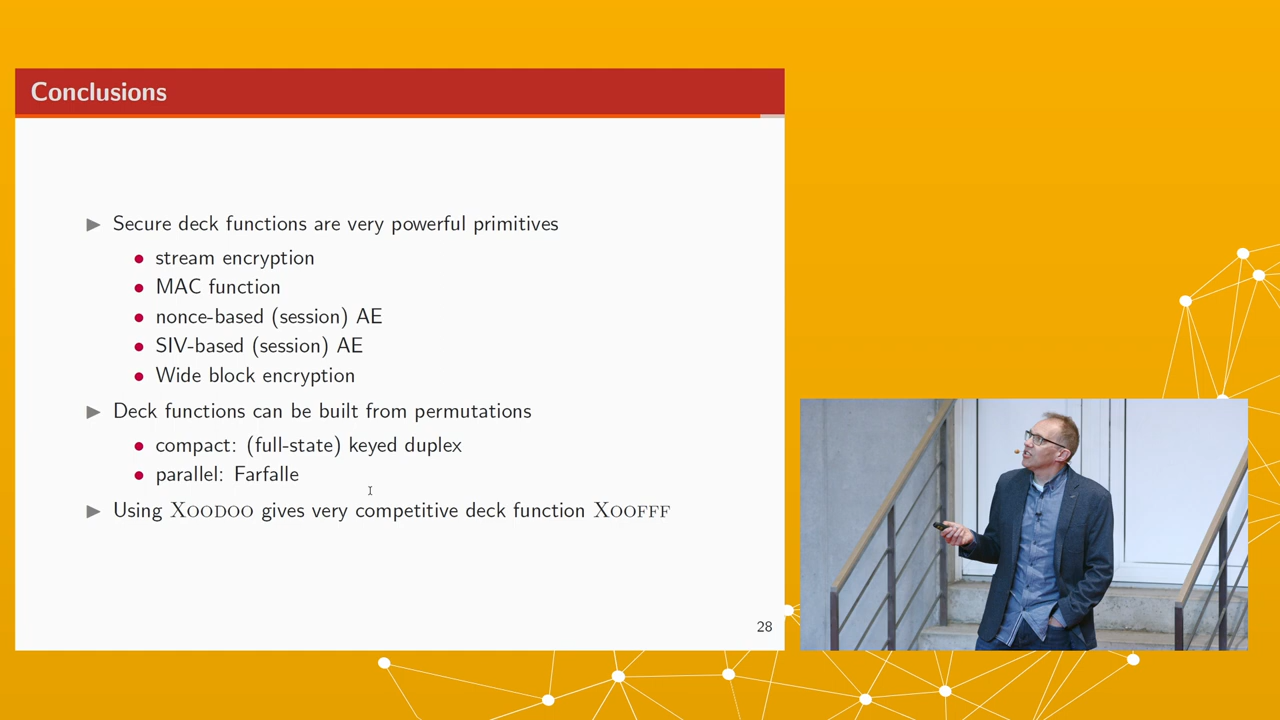 Conclusions
▶ Secure deck functions are very powerful primitives
• stream encryption
• MAC function
• nonce-based (session) AE
• SIV-based (session) AE
• Wide block encryption
▶ Deck functions can be built from permutations
• compact: (full-state) keyed duplex
• parallel: Farfalle
▶ Using Xoodoo gives very competitive deck function Xoofff
28